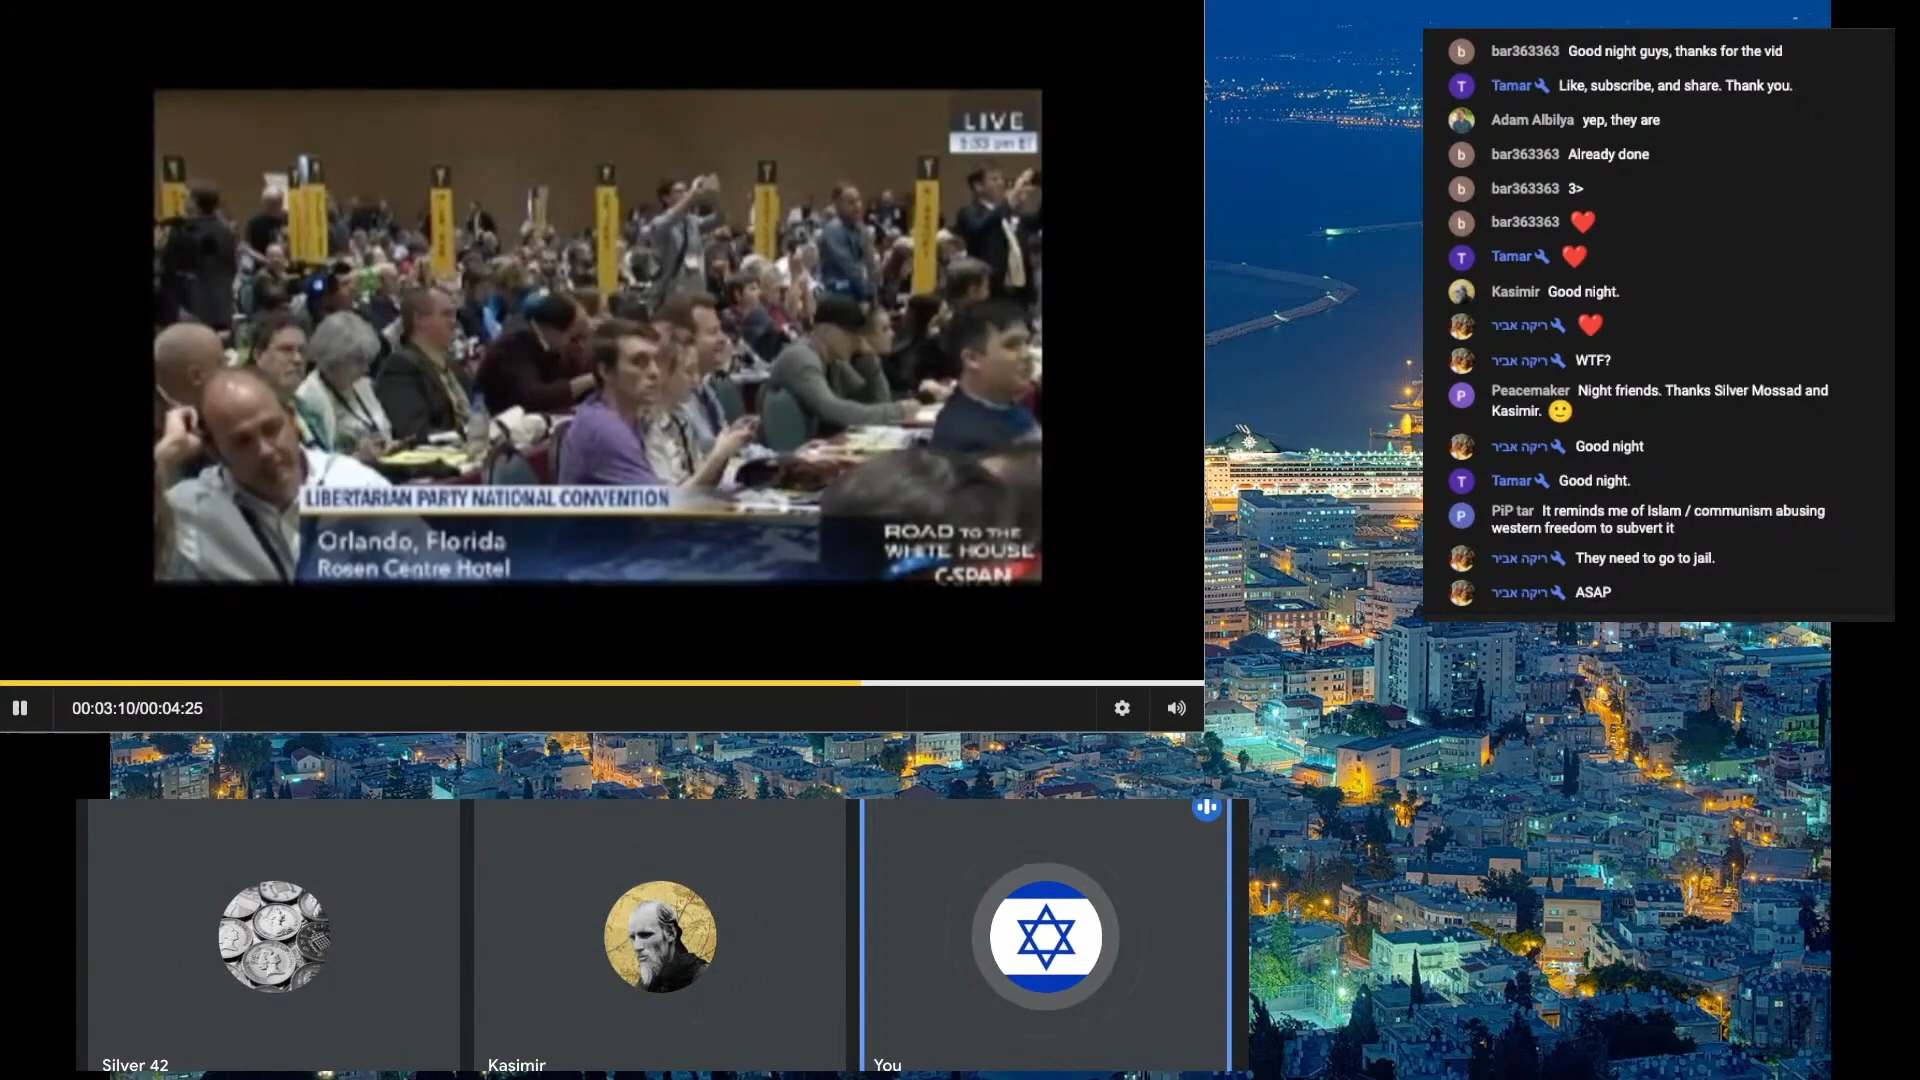 LIVE
LIBERTARIAN PARTY NATIONAL CONVENTION
Orlando, Florida
Rosen Centre Hotel
ROAD TO THE
WHITE HOUSE
C-SPAN
00:03:10/00:04:25
b bar363363 Good night guys, thanks for the vid
T Tamar Like, subscribe, and share. Thank you.
Adam Albilya yep, they are
b bar363363 Already done
b bar363363 3>
b bar363363 ❤️
T Tamar ❤️
Kasimir Good night.
ריקה אביר ❤️
ריקה אביר WTF?
P Peacemaker Night friends. Thanks Silver Mossad and
Kasimir. 🙂
ריקה אביר Good night
T Tamar Good night.
P PiP tar It reminds me of Islam / communism abusing
western freedom to subvert it
ריקה אביר They need to go to jail.
ריקה אביר ASAP
Silver 42
Kasimir
You